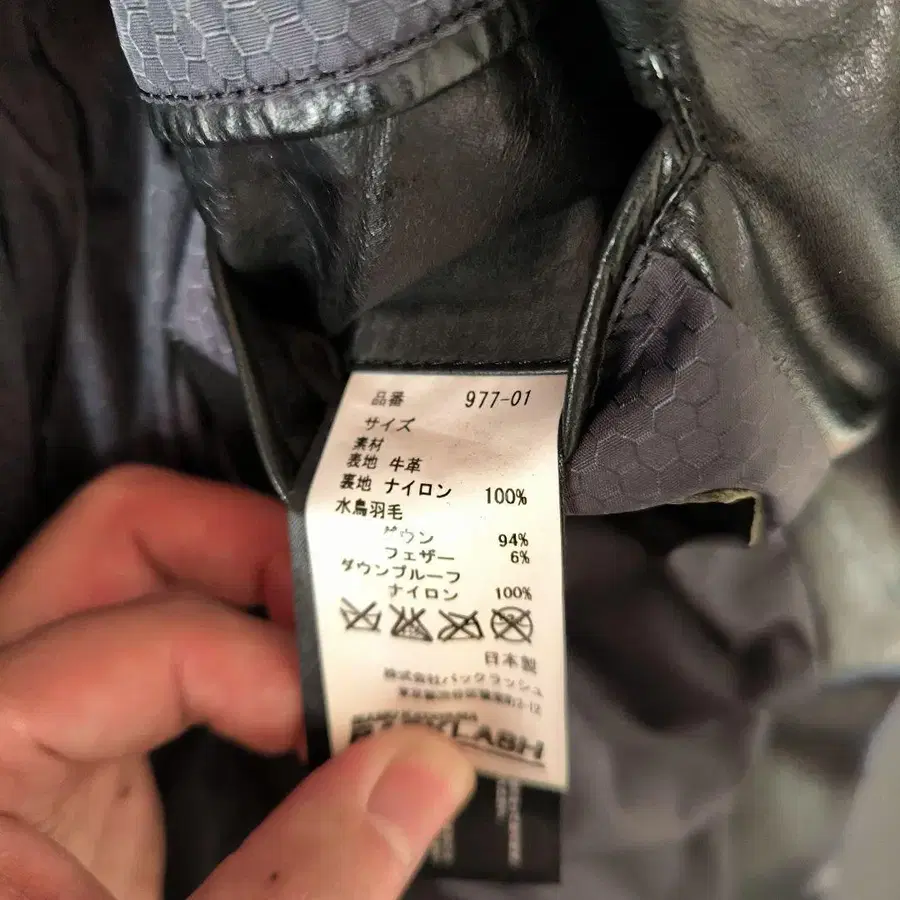 品番 977-01
サイズ
素材
表地 牛革
裏地 ナイロン 100%
水鳥羽毛
ダウン 94%
フェザー 6%
ダウンプルーフ
ナイロン 100%
日本製
株式会社バックラッシュ
BACKLASH